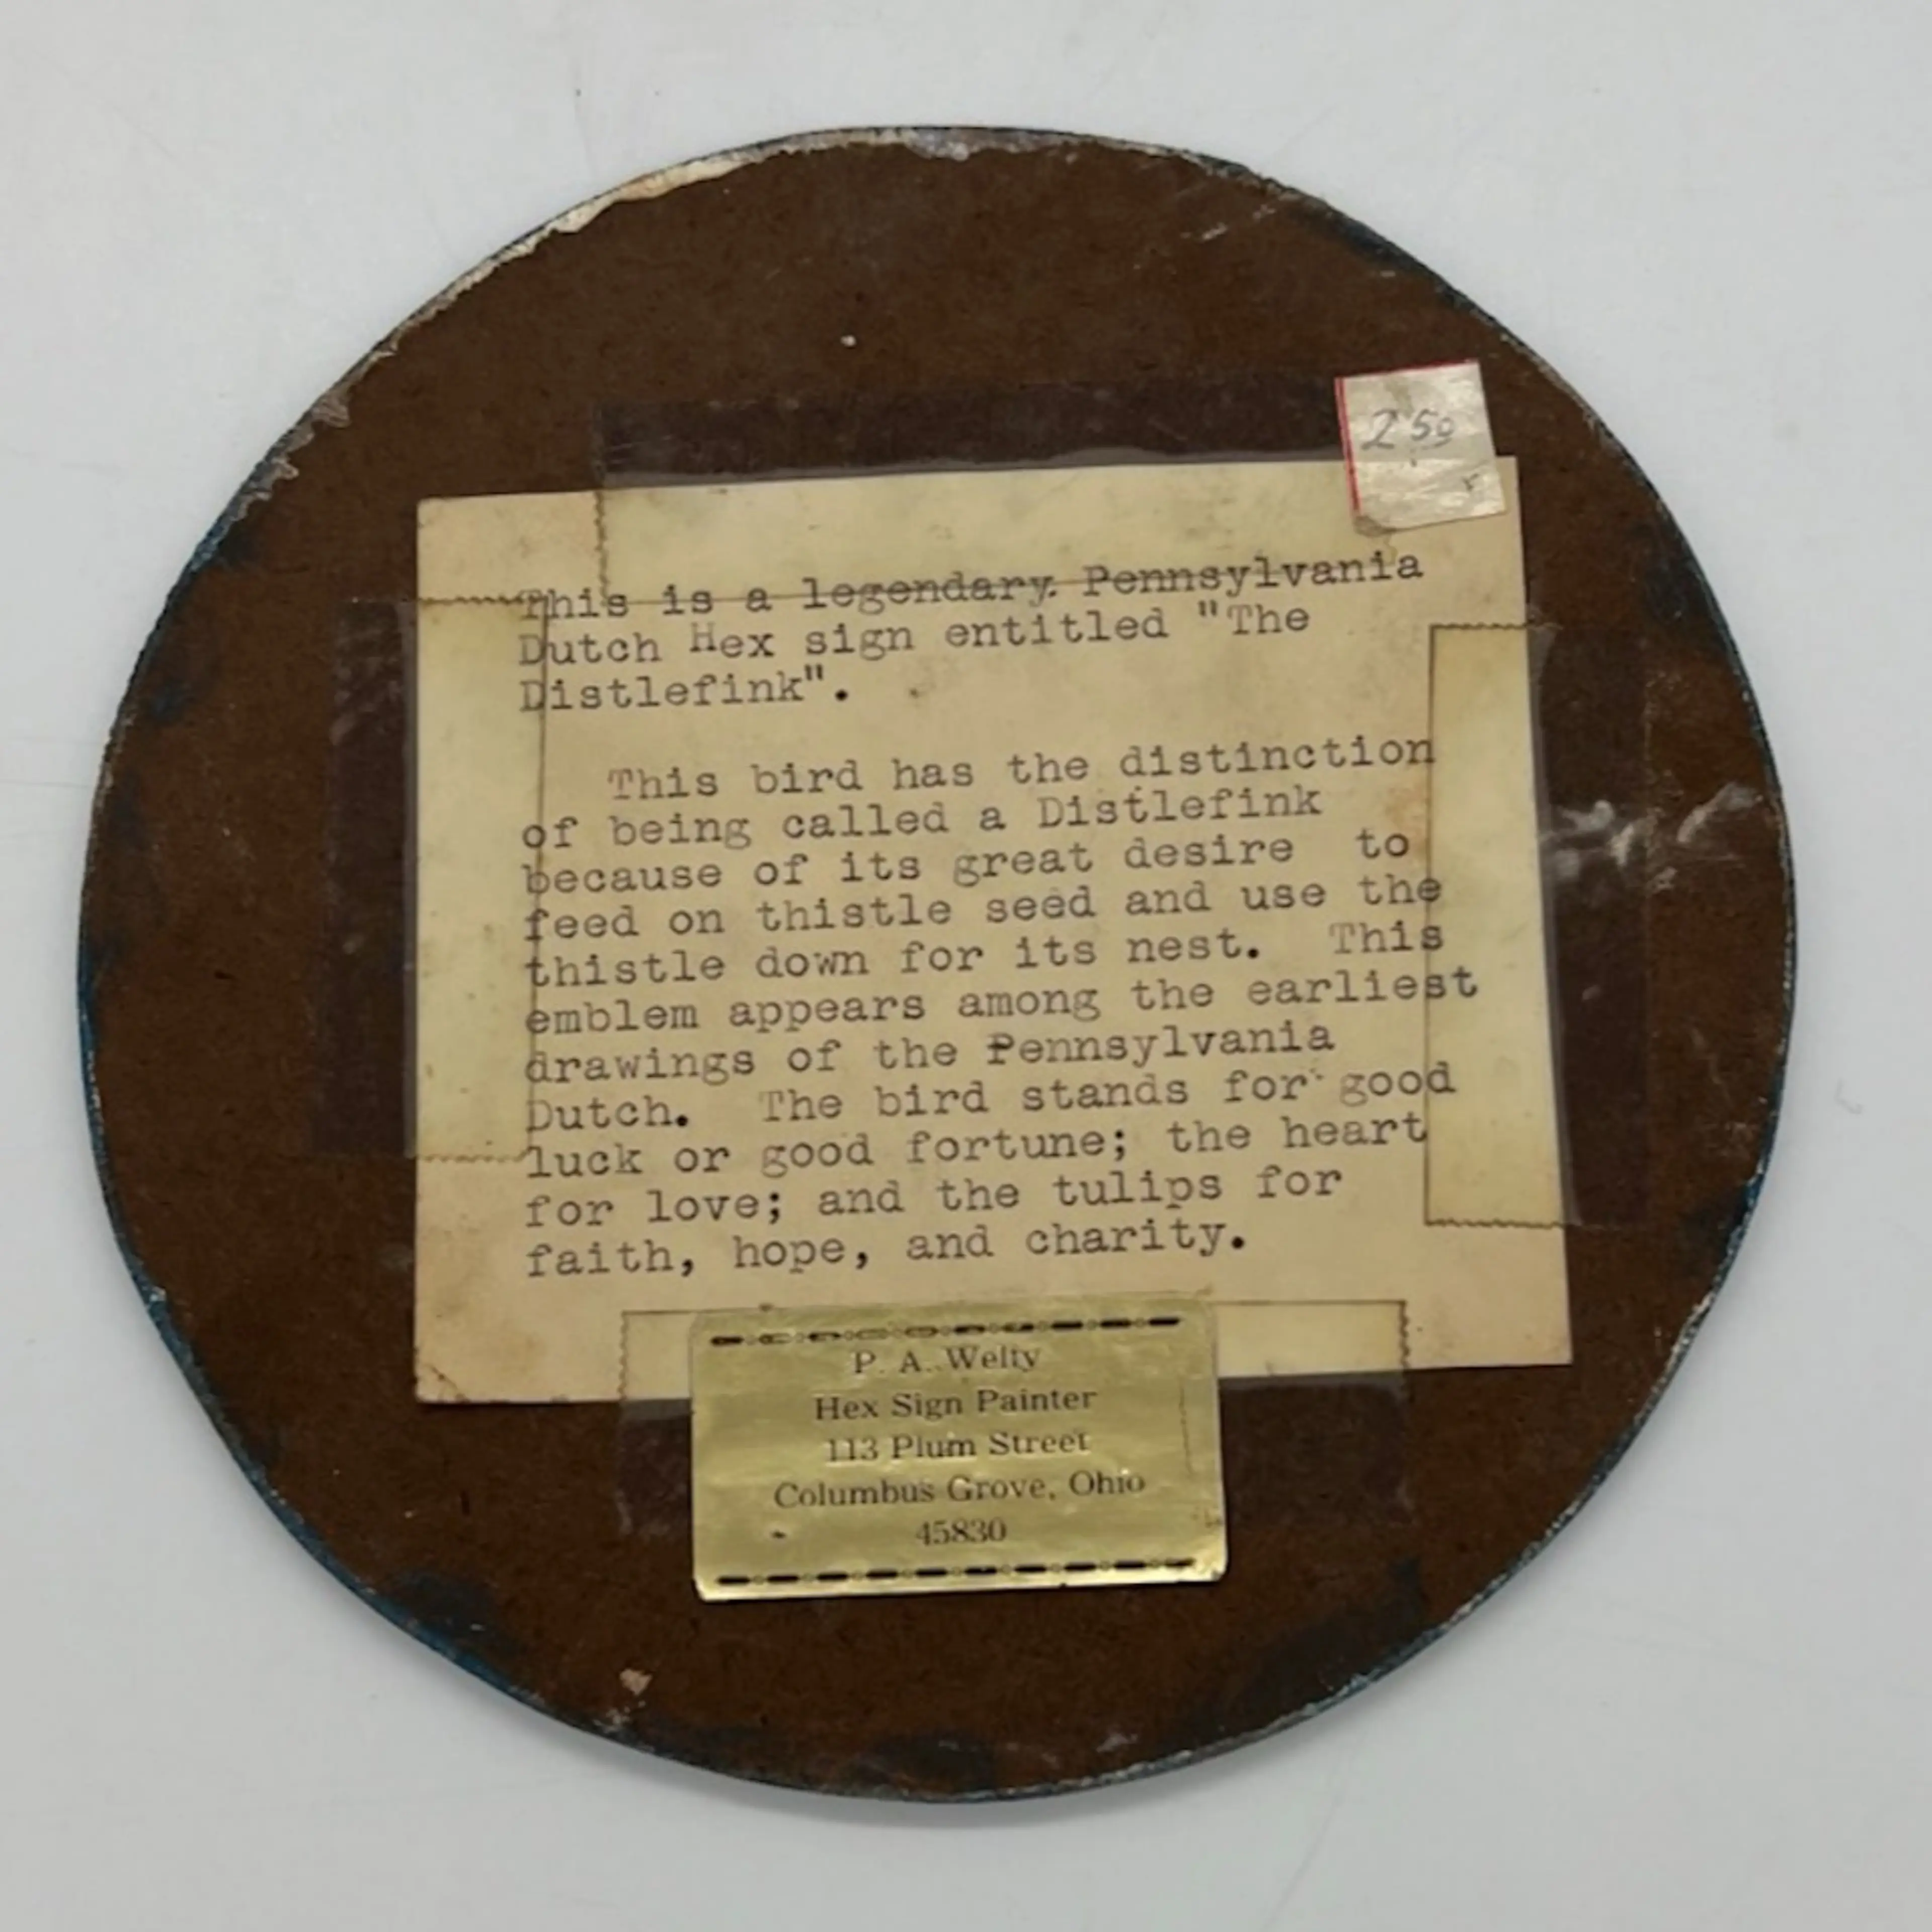 2 50
This is a legendary. Pennsylvania
Dutch Hex sign entitled "The
Distlefink".
This bird has the distinction
of being called a Distlefink
because of its great desire to
feed on thistle seed and use the
thistle down for its nest. This
emblem appears among the earliest
drawings of the Pennsylvania
Dutch. The bird stands for good
luck or good fortune; the heart
for love; and the tulips for
faith, hope, and charity.
P. A. Welty
Hex Sign Painter
113 Plum Street
Columbus Grove, Ohio
45830